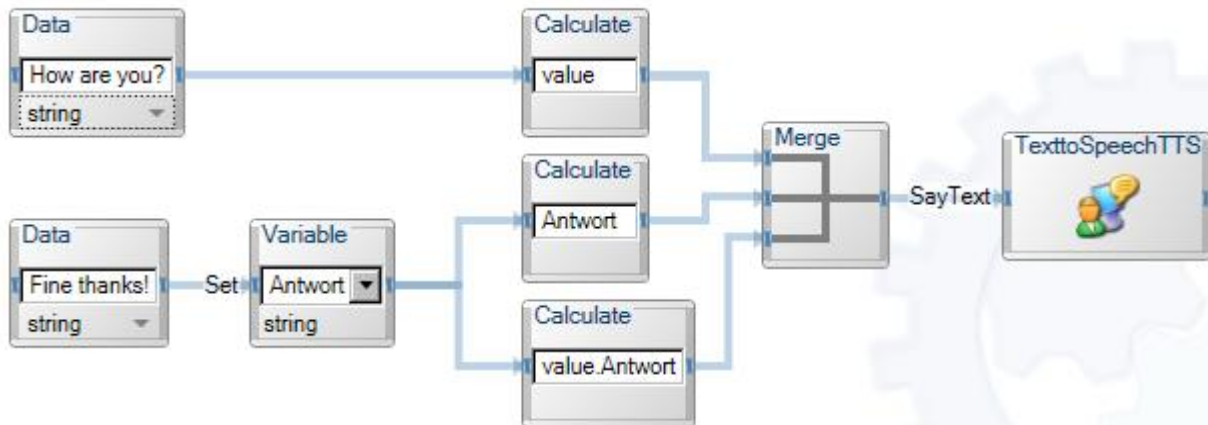 Data
How are you?
string
Calculate
value
Calculate
Antwort
Merge
SayText
TexttoSpeechTTS
Data
Fine thanks!
string
Set
Variable
Antwort
string
Calculate
value.Antwort